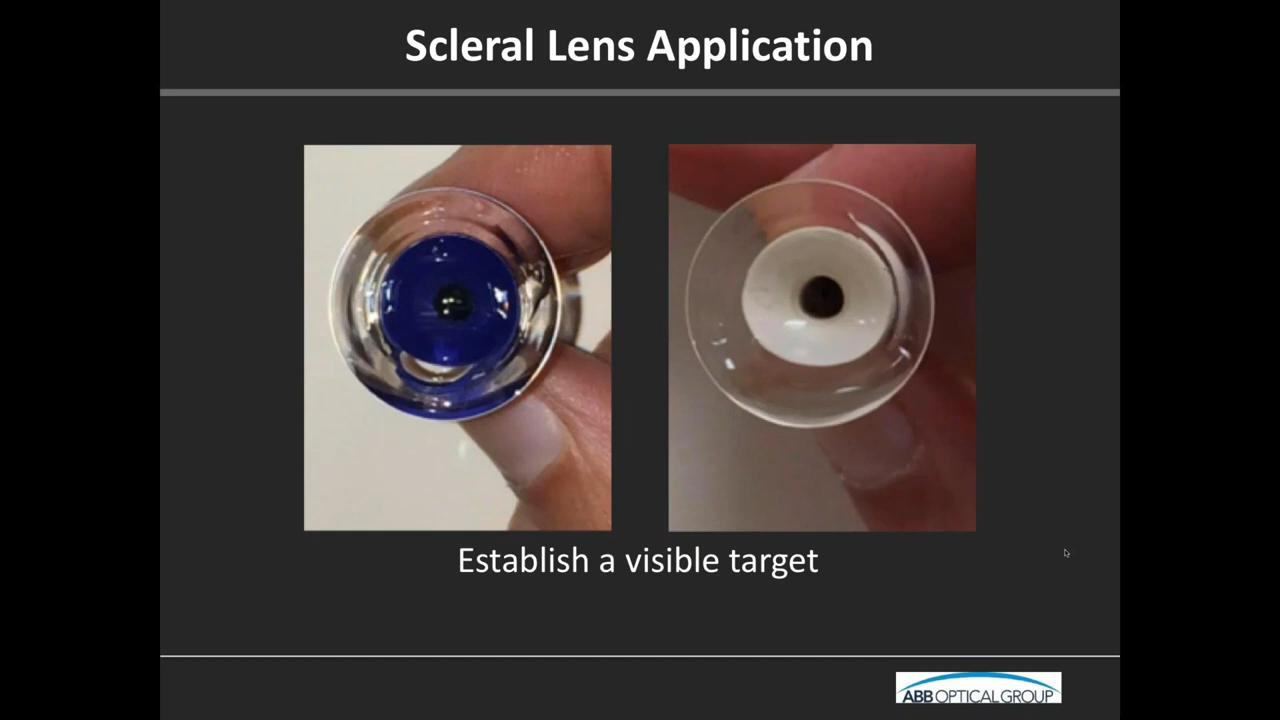 Scleral Lens Application
Establish a visible target
ABB OPTICAL GROUP